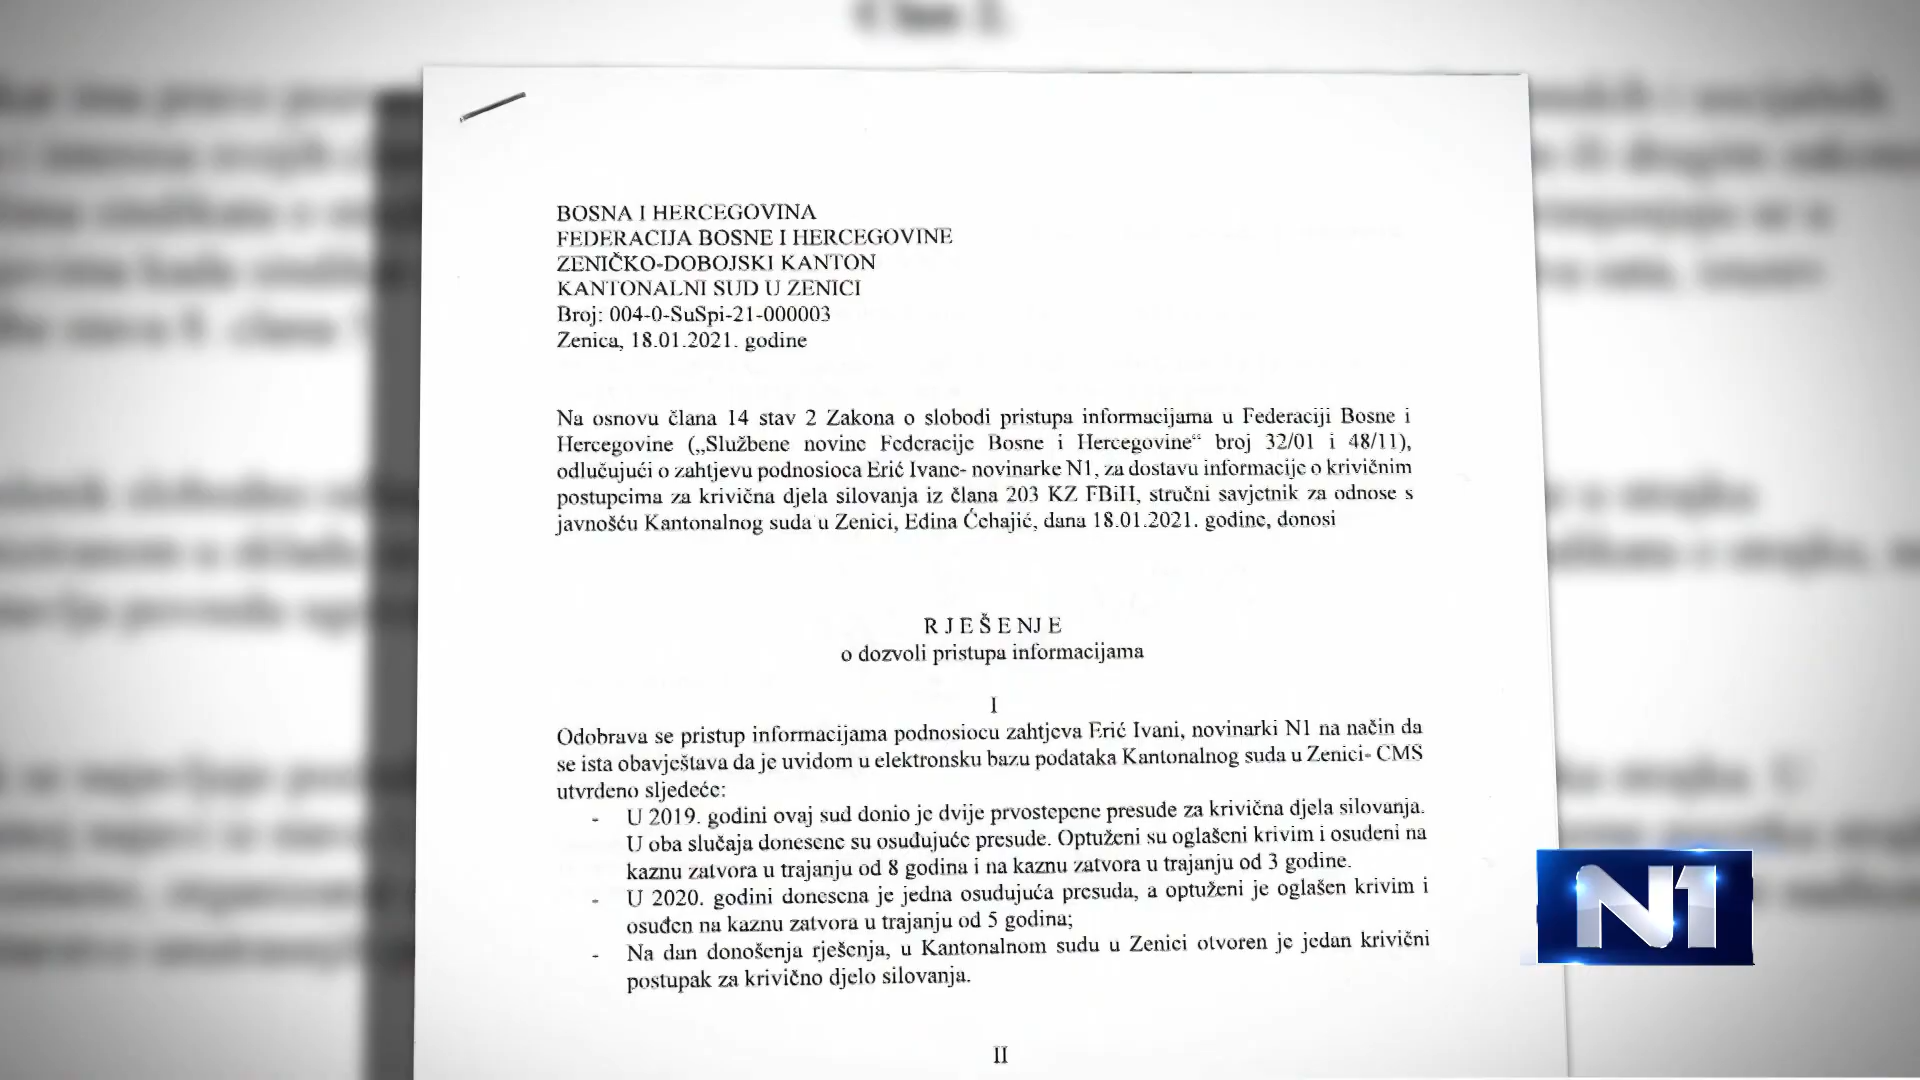 BOSNA I HERCEGOVINA
FEDERACIJA BOSNE I HERCEGOVINE
ZENIČKO-DOBOJSKI KANTON
KANTONALNI SUD U ZENICI
Broj: 004-0-SuSpi-21-000003
Zenica, 18.01.2021. godine
Na osnovu člana 14 stav 2 Zakona o slobodi pristupa informacijama u Federaciji Bosne i
Hercegovine („Službene novine Federacije Bosne i Hercegovine“ broj 32/01 i 48/11),
odlučujući o zahtjevu podnosioca Erić Ivane- novinarke N1, za dostavu informacije o krivičnim
postupcima za krivična djela silovanja iz člana 203 KZ FBiH, stručni savjetnik za odnose s
javnošću Kantonalnog suda u Zenici, Edina Ćehajić, dana 18.01.2021. godine, donosi
R J E Š E NJ E
o dozvoli pristupa informacijama
I
Odobrava se pristup informacijama podnosiocu zahtjeva Erić Ivani, novinarki N1 na način da
se ista obavještava da je uvidom u elektronsku bazu podataka Kantonalnog suda u Zenici- CMS
utvrđeno sljedeće:
- U 2019. godini ovaj sud donio je dvije prvostepene presude za krivična djela silovanja.
U oba slučaja donesene su osuđujuće presude. Optuženi su oglašeni krivim i osuđeni na
kaznu zatvora u trajanju od 8 godina i na kaznu zatvora u trajanju od 3 godine.
- U 2020. godini donesena je jedna osuđujuća presuda, a optuženi je oglašen krivim i
osuđen na kaznu zatvora u trajanju od 5 godina;
- Na dan donošenja rješenja, u Kantonalnom sudu u Zenici otvoren je jedan krivični
postupak za krivično djelo silovanja.
II
N1